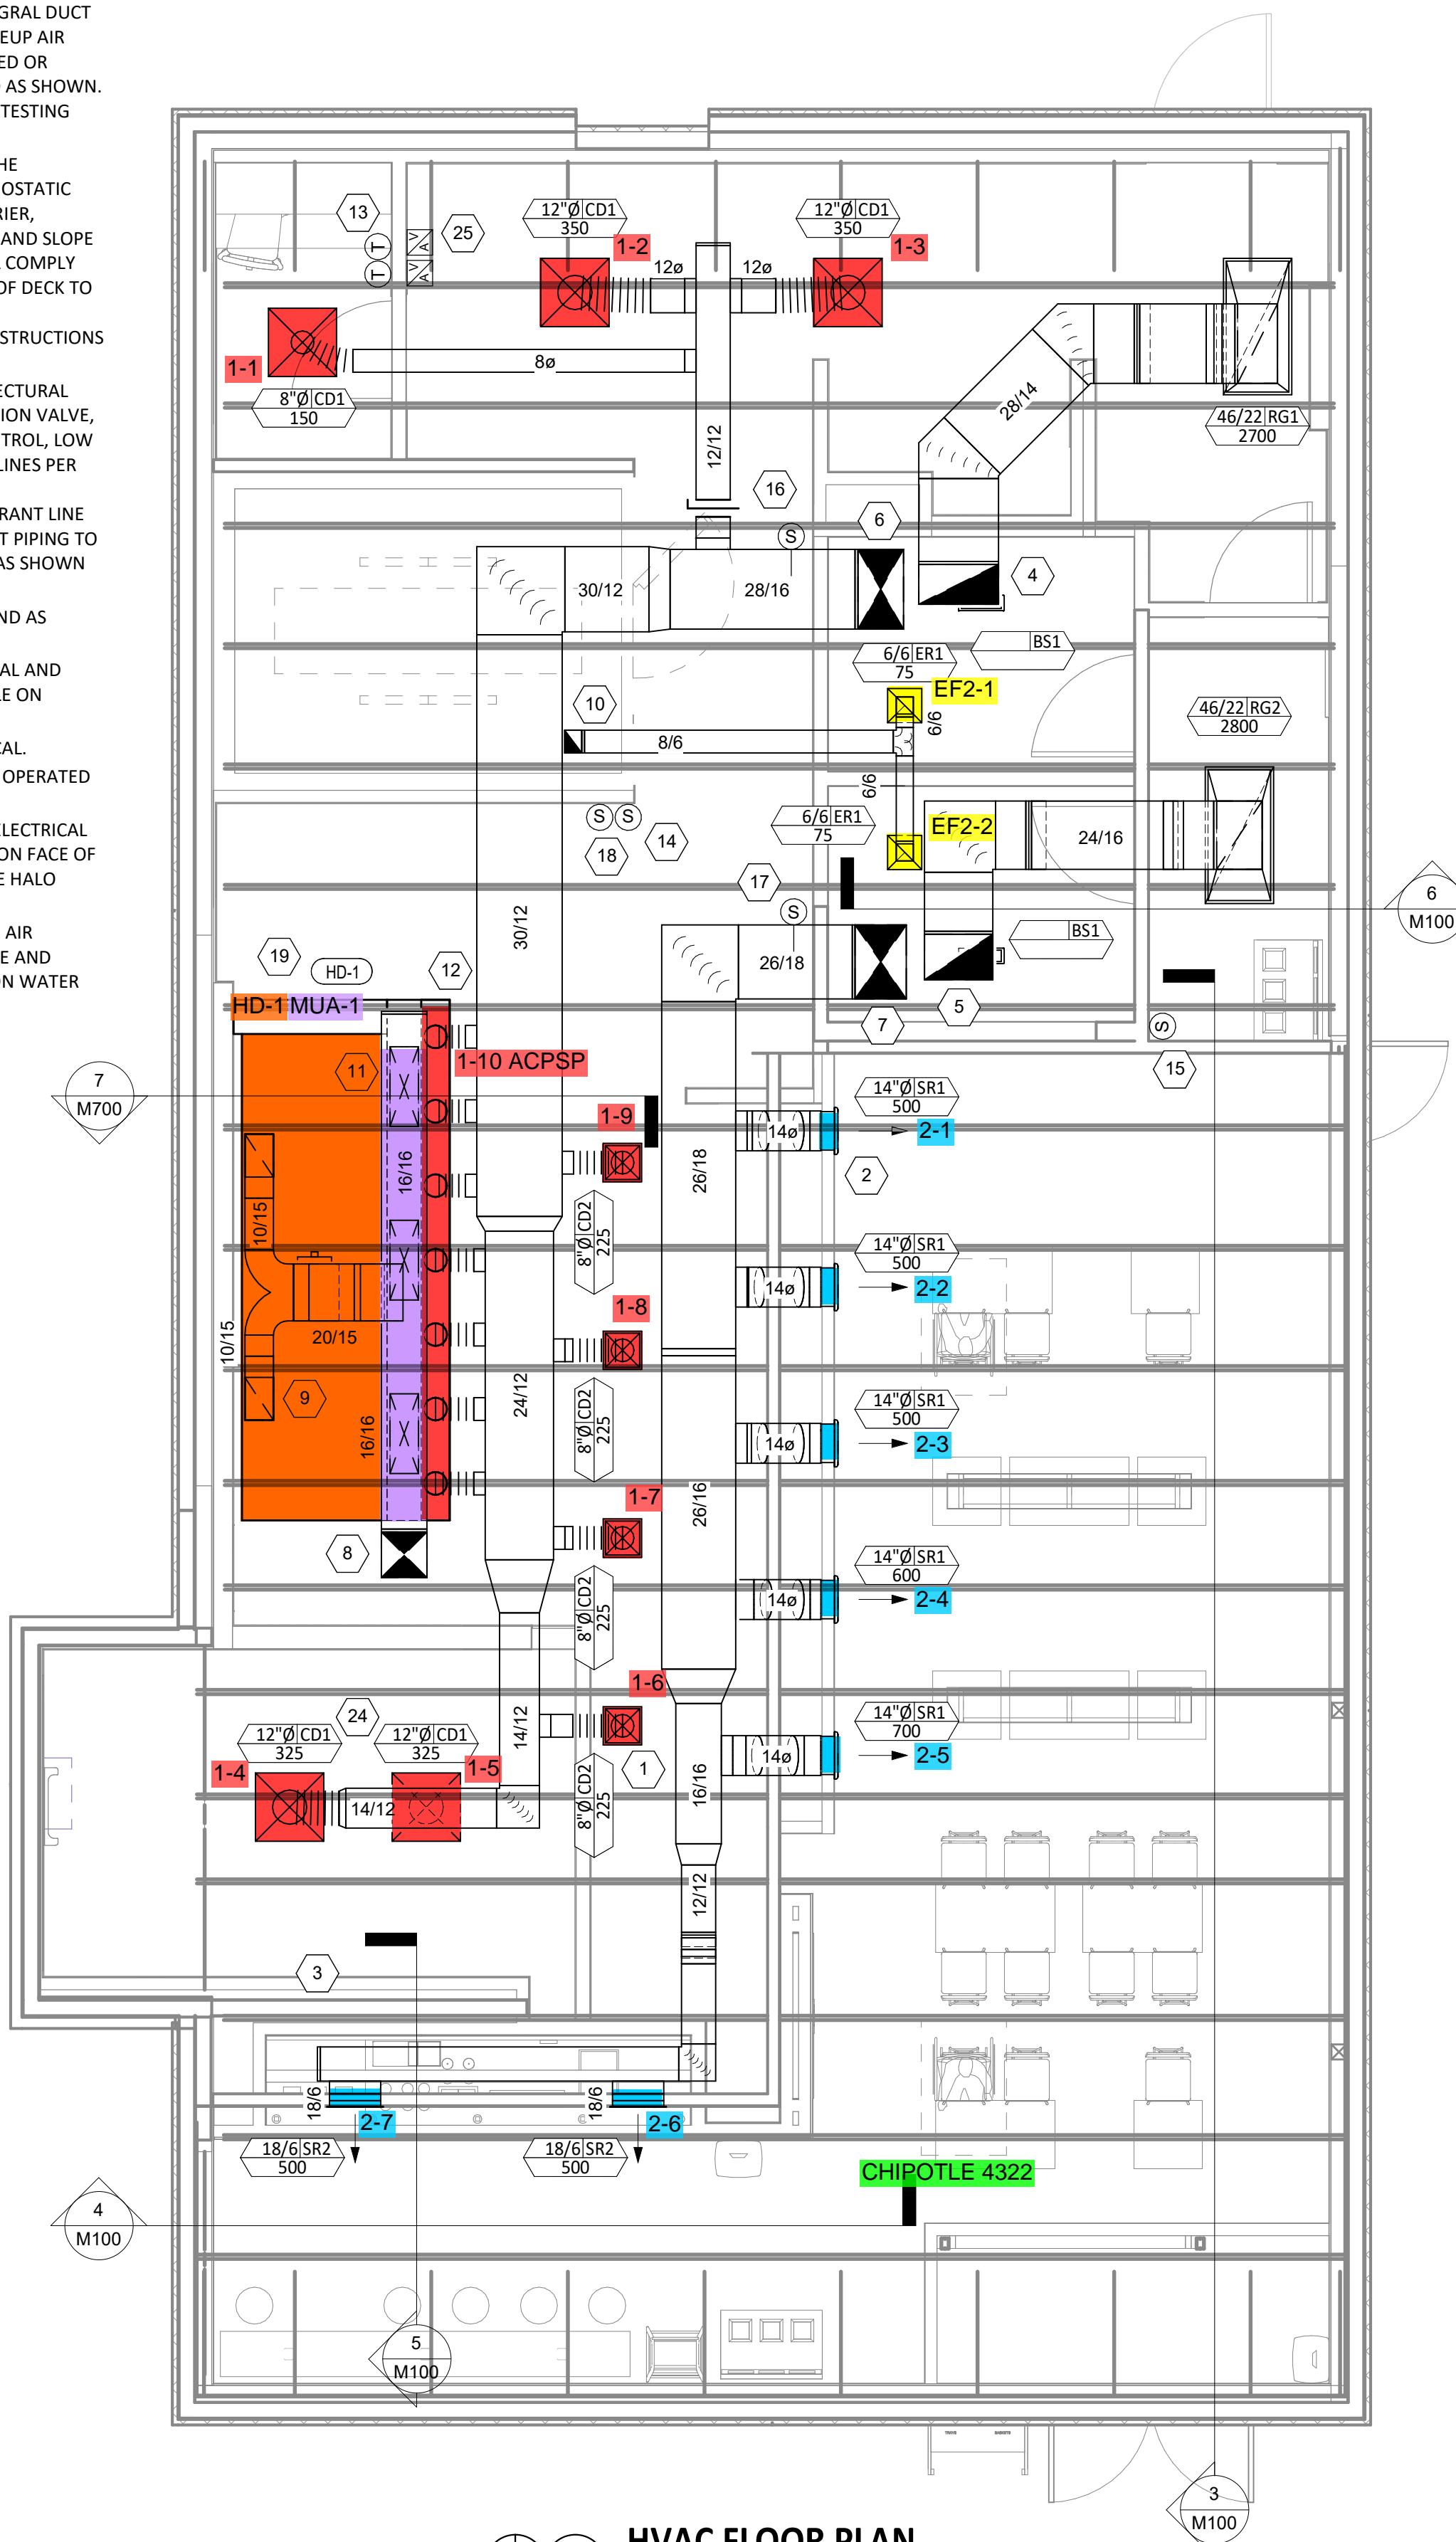 GRAL DUCT
EUP AIR
ED OR
AS SHOWN.
TESTING
HE
OSTATIC
RIER,
AND SLOPE
COMPLY
OF DECK TO
STRUCTIONS
ECTURAL
ION VALVE,
TROL, LOW
LINES PER
RANT LINE
T PIPING TO
AS SHOWN
ND AS
AL AND
LE ON
CAL.
OPERATED
ELECTRICAL
ON FACE OF
E HALO
AIR
E AND
ON WATER
13
25
T
T
V
A
V
A
12"Ø CD1
350
1-2
12"Ø CD1
350
1-3
12ø
12ø
1-1
8ø
8"Ø CD1
150
12/12
28/14
46/22 RG1
2700
16
6
S
4
30/12
28/16
BS1
6/6 ER1
75
EF2-1
10
8/6
6/6
46/22 RG2
2800
6/6
6/6 ER1
75
EF2-2
24/16
S
S
18
14
17
S
6
M100
30/12
26/18
BS1
5
7
19
HD-1
12
HD-1
MUA-1
11
1-10 ACPSP
S
15
7
M700
16/16
10/15
1-9
26/18
14ø
14"Ø SR1
500
2-1
2
8"Ø CD2
225
14ø
14"Ø SR1
500
2-2
10/15
20/15
1-8
24/12
9
16/16
8"Ø CD2
225
14ø
14"Ø SR1
500
2-3
1-7
26/16
8
8"Ø CD2
225
14ø
14"Ø SR1
600
2-4
1-6
14/12
24
12"Ø CD1
325
12"Ø CD1
325
1-4
1-5
14/12
1
8"Ø CD2
225
16/16
14ø
14"Ø SR1
700
2-5
12/12
3
18/6
2-7
18/6
2-6
18/6 SR2
500
18/6 SR2
500
CHIPOTLE 4322
4
M100
5
M100
3
M100
HVAC FLOOR PLAN